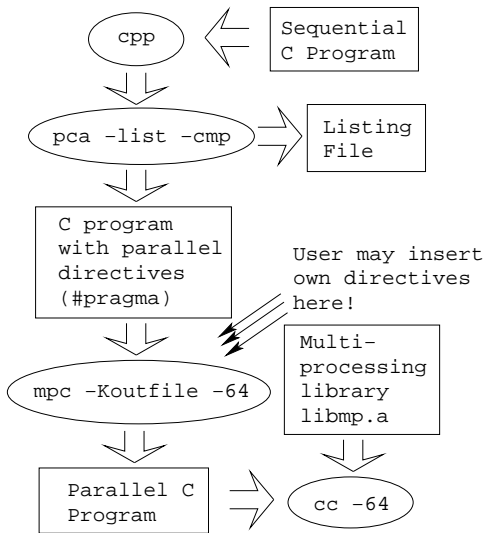 cpp
Sequential
C Program
pca -list -cmp
Listing
File
C program
with parallel
directives
(#pragma)
User may insert
own directives
here!
mpc -Koutfile -64
Multi-
processing
library
libmp.a
Parallel C
Program
cc -64